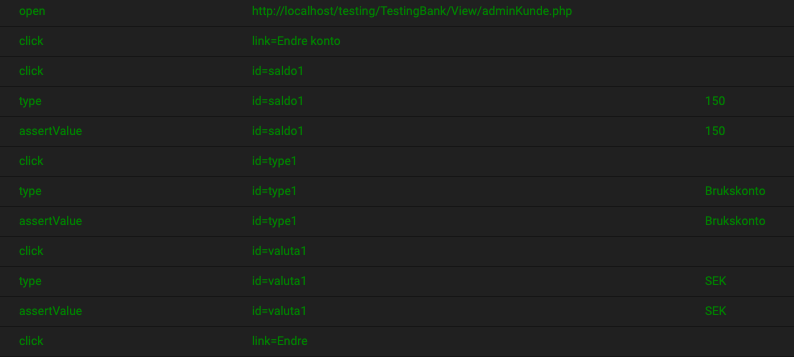 open http://localhost/testing/TestingBank/View/adminKunde.php
click link=Endre konto
click id=saldo1
type id=saldo1 150
assertValue id=saldo1 150
click id=type1
type id=type1 Brukskonto
assertValue id=type1 Brukskonto
click id=valuta1
type id=valuta1 SEK
assertValue id=valuta1 SEK
click link=Endre